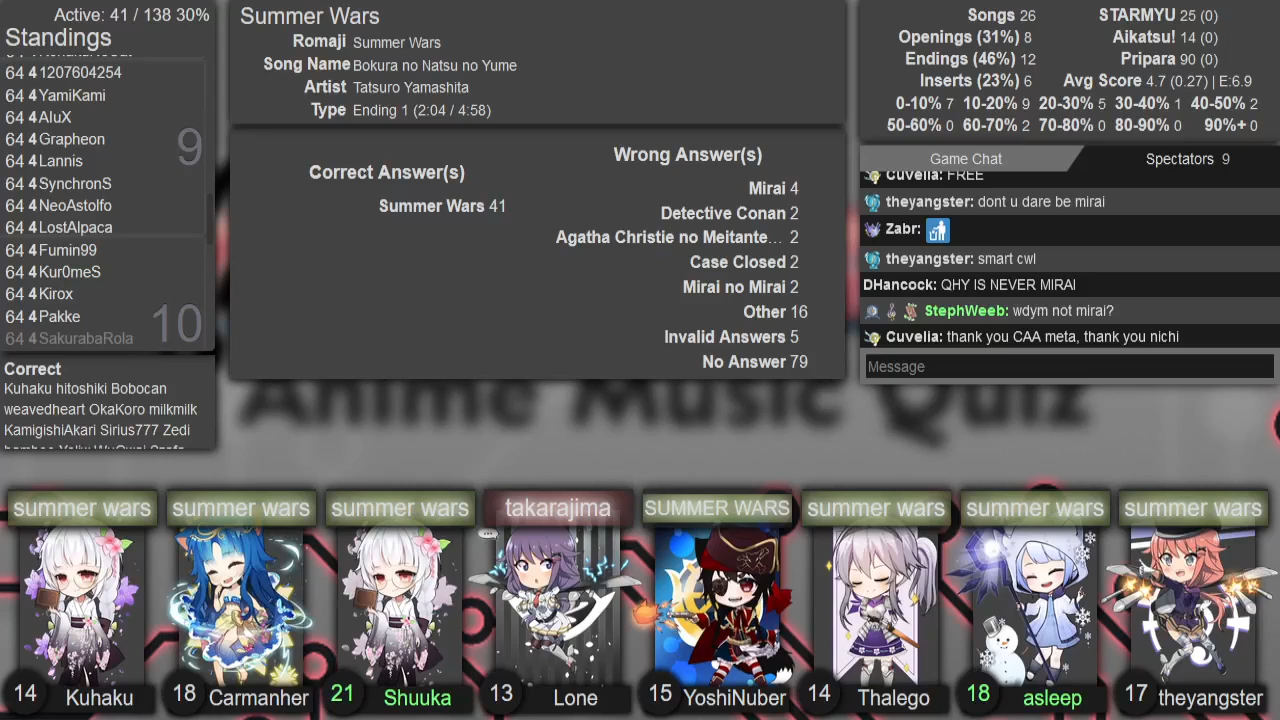 Active: 41 / 138 30%
Standings
64 4 1207604254
64 4 YamiKami
64 4 AluX
64 4 Grapheon
9
64 4 Lannis
64 4 SynchronS
64 4 NeoAstolfo
64 4 LostAlpaca
64 4 Fumin99
64 4 Kur0meS
64 4 Kirox
64 4 Pakke
10
64 4 SakurabaRola
Correct
Kuhaku hitoshiki Bobocan
weavedheart OkaKoro milkmilk
KamigishiAkari Sirius777 Zedi
Summer Wars
Romaji Summer Wars
Song Name Bokura no Natsu no Yume
Artist Tatsuro Yamashita
Type Ending 1 (2:04 / 4:58)
Correct Answer(s)
Summer Wars 41
Wrong Answer(s)
Mirai 4
Detective Conan 2
Agatha Christie no Meitante... 2
Case Closed 2
Mirai no Mirai 2
Other 16
Invalid Answers 5
No Answer 79
Songs 26
Openings (31%) 8
Endings (46%) 12
Inserts (23%) 6
STARMYU 25 (0)
Aikatsu! 14 (0)
Pripara 90 (0)
Avg Score 4.7 (0.27) | E:6.9
0-10% 7 10-20% 9 20-30% 5 30-40% 1 40-50% 2
50-60% 0 60-70% 2 70-80% 0 80-90% 0 90%+ 0
Game Chat
Spectators 9
Cuvelia: FREE
theyangster: dont u dare be mirai
Zabr:
theyangster: smart cwl
DHancock: QHY IS NEVER MIRAI
StephWeeb: wdym not mirai?
Cuvelia: thank you CAA meta, thank you nichi
Message
Anime Music Quiz
summer wars
summer wars
summer wars
takarajima
SUMMER WARS
summer wars
summer wars
summer wars
14 Kuhaku
18 Carmanher
21 Shuuka
13 Lone
15 YoshiNuber
14 Thalego
18 asleep
17 theyangster